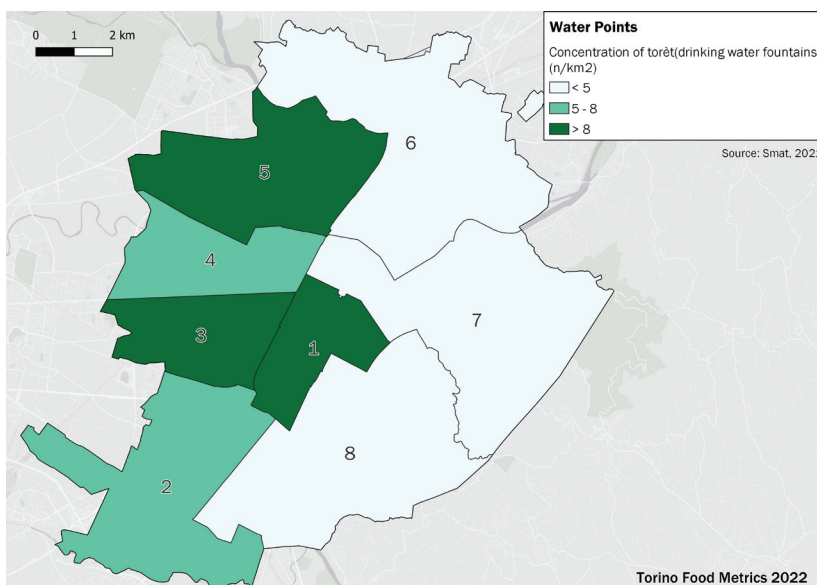 0 1 2 km
Water Points
Concentration of torèt(drinking water fountains
(n/km2)
< 5
5 - 8
> 8
Source: Smat, 2021
6
5
4
7
3
1
8
2
Torino Food Metrics 2022